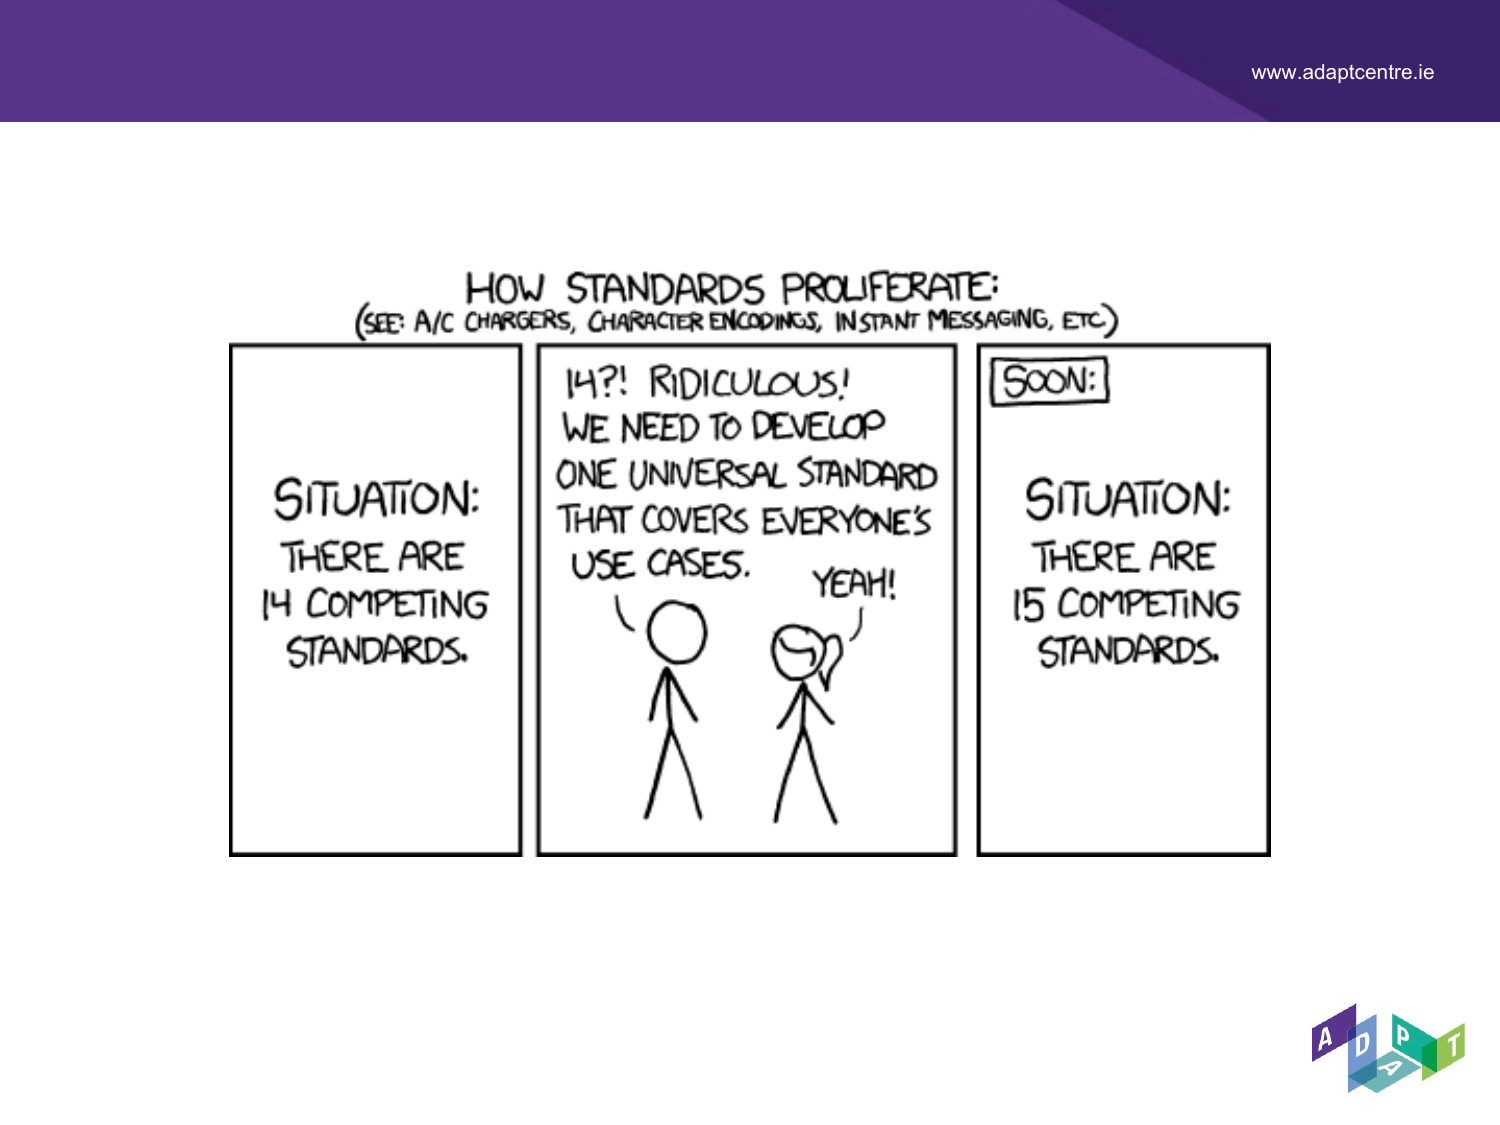 www.adaptcentre.ie
HOW STANDARDS PROLIFERATE:
(SEE: A/C CHARGERS, CHARACTER ENCODINGS, INSTANT MESSAGING, ETC.)
SITUATION:
THERE ARE
14 COMPETING
STANDARDS.
14?! RIDICULOUS!
WE NEED TO DEVELOP
ONE UNIVERSAL STANDARD
THAT COVERS EVERYONE'S
USE CASES.
YEAH!
SOON:
SITUATION:
THERE ARE
15 COMPETING
STANDARDS.
ADAPT